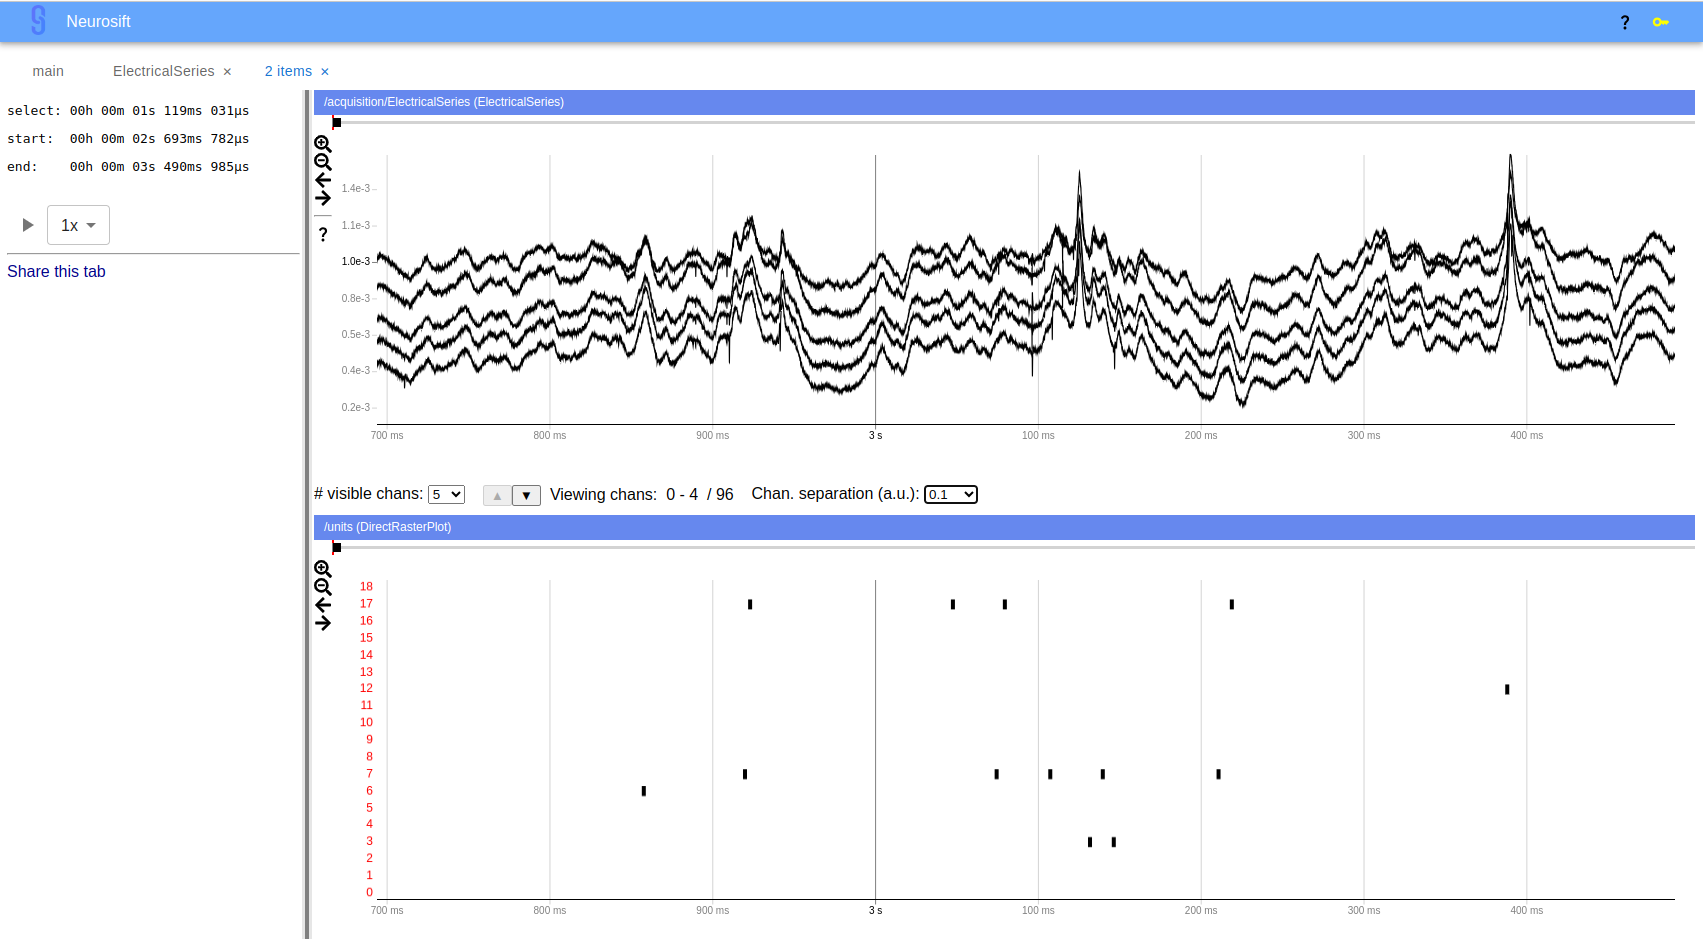 Neurosift ?
main ElectricalSeries × 2 items ×
select: 00h 00m 01s 119ms 031µs
start: 00h 00m 02s 693ms 782µs
end: 00h 00m 03s 490ms 985µs
1x
Share this tab
/acquisition/ElectricalSeries (ElectricalSeries)
?
1.4e-3
1.1e-3
1.0e-3
0.8e-3
0.5e-3
0.4e-3
0.2e-3
700 ms 800 ms 900 ms 3 s 100 ms 200 ms 300 ms 400 ms
# visible chans: 5 ▲ ▼ Viewing chans: 0 - 4 / 96 Chan. separation (a.u.): 0.1
/units (DirectRasterPlot)
18
17
16
15
14
13
12
11
10
9
8
7
6
5
4
3
2
1
0
700 ms 800 ms 900 ms 3 s 100 ms 200 ms 300 ms 400 ms